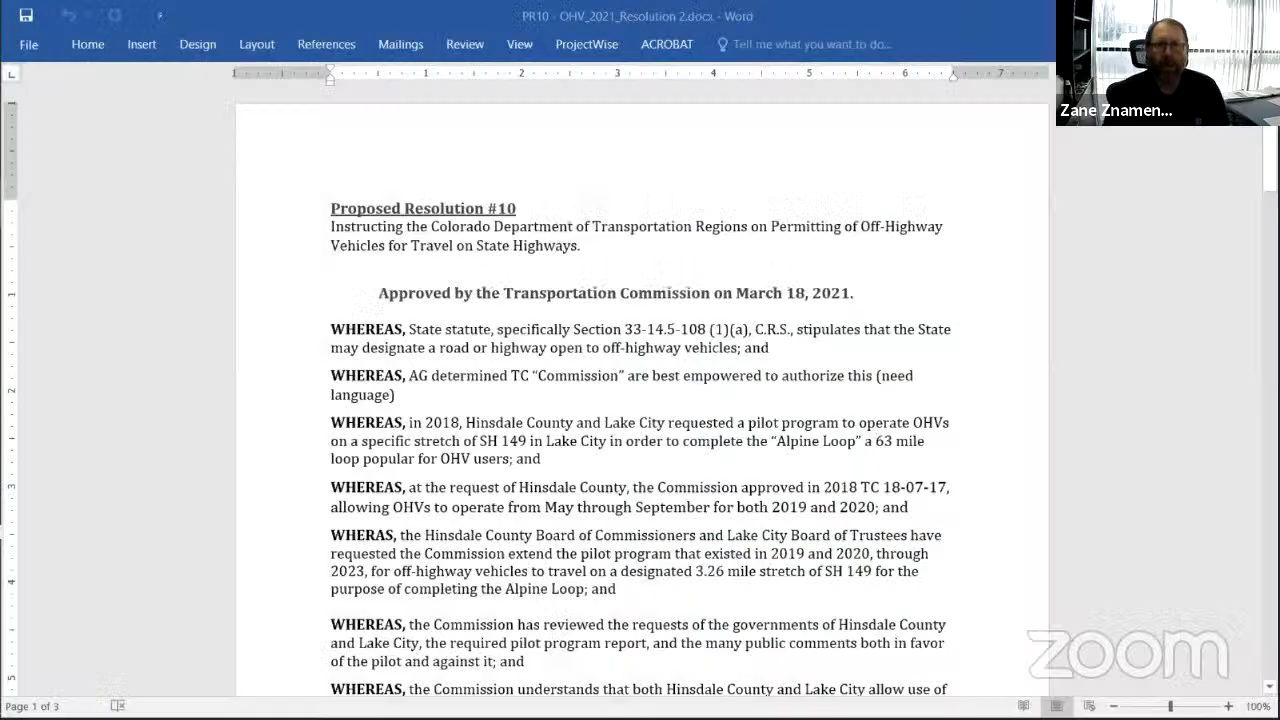 PR10 - OHV_2021_Resolution 2.docx - Word
File Home Insert Design Layout References Mailings Review View ProjectWise ACROBAT Tell me what you want to do...
Zane Znamen...
1 1 2 3 4 5 6 7
Proposed Resolution #10
Instructing the Colorado Department of Transportation Regions on Permitting of Off-Highway
Vehicles for Travel on State Highways.
Approved by the Transportation Commission on March 18, 2021.
WHEREAS, State statute, specifically Section 33-14.5-108 (1)(a), C.R.S., stipulates that the State
may designate a road or highway open to off-highway vehicles; and
WHEREAS, AG determined TC “Commission” are best empowered to authorize this (need
language)
WHEREAS, in 2018, Hinsdale County and Lake City requested a pilot program to operate OHVs
on a specific stretch of SH 149 in Lake City in order to complete the “Alpine Loop” a 63 mile
loop popular for OHV users; and
WHEREAS, at the request of Hinsdale County, the Commission approved in 2018 TC 18-07-17,
allowing OHVs to operate from May through September for both 2019 and 2020; and
WHERAS, the Hinsdale County Board of Commissioners and Lake City Board of Trustees have
requested the Commission extend the pilot program that existed in 2019 and 2020, through
2023, for off-highway vehicles to travel on a designated 3.26 mile stretch of SH 149 for the
purpose of completing the Alpine Loop; and
WHEREAS, the Commission has reviewed the requests of the governments of Hinsdale County
and Lake City, the required pilot program report, and the many public comments both in favor
of the pilot and against it; and
WHEREAS, the Commission understands that both Hinsdale County and Lake City allow use of
zoom
Page 1 of 3
100%